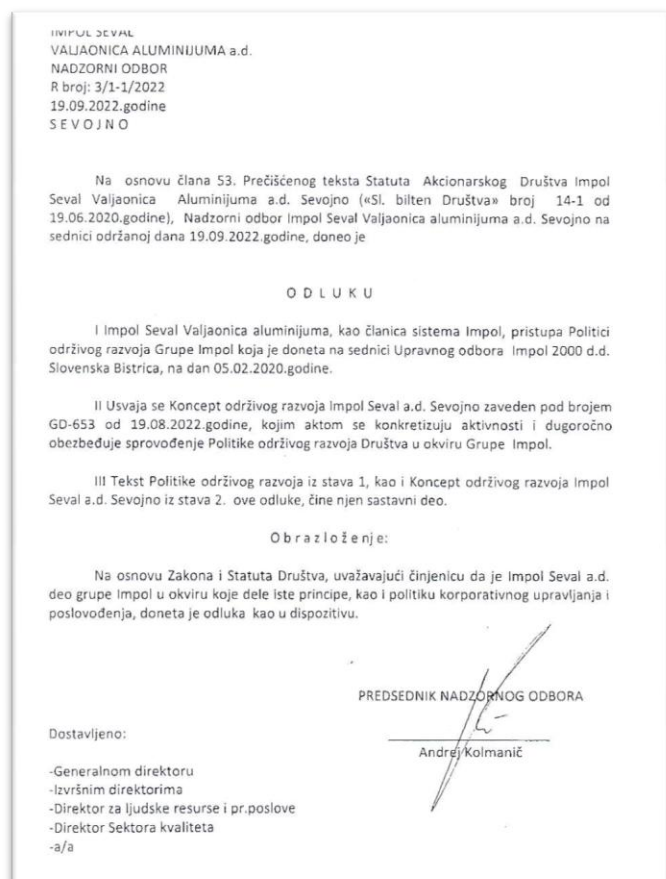 IMPOL SEVAL
VALJAONICA ALUMINIJUMA a.d.
NADZORNI ODBOR
R broj: 3/1-1/2022
19.09.2022.godine
S E V O J N O
Na osnovu člana 53. Prečišćenog teksta Statuta Akcionarskog Društva Impol
Seval Valjaonica Aluminijuma a.d. Sevojno («Sl. bilten Društva» broj 14-1 od
19.06.2020.godine), Nadzorni odbor Impol Seval Valjaonica aluminijuma a.d. Sevojno na
sednici održanoj dana 19.09.2022.godine, doneo je
O D L U K U
I Impol Seval Valjaonica aluminijuma, kao članica sistema Impol, pristupa Politici
održivog razvoja Grupe Impol koja je doneta na sednici Upravnog odbora Impol 2000 d.d.
Slovenska Bistrica, na dan 05.02.2020.godine.
II Usvaja se Koncept održivog razvoja Impol Seval a.d. Sevojno zaveden pod brojem
GD-653 od 19.08.2022.godine, kojim aktom se konkretizuju aktivnosti i dugoročno
obezbeđuje sprovođenje Politike održivog razvoja Društva u okviru Grupe Impol.
III Tekst Politike održivog razvoja iz stava 1, kao i Koncept održivog razvoja Impol
Seval a.d. Sevojno iz stava 2. ove odluke, čine njen sastavni deo.
O b r a z l o ž e nj e:
Na osnovu Zakona i Statuta Društva, uvažavajući činjenicu da je Impol Seval a.d.
deo grupe Impol u okviru koje dele iste principe, kao i politiku korporativnog upravljanja i
poslovođenja, doneta je odluka kao u dispozitivu.
PREDSEDNIK NADZORNOG ODBORA
Andrej Kolmanič
Dostavljeno:
-Generalnom direktoru
-Izvršnim direktorima
-Direktor za ljudske resurse i pr.poslove
-Direktor Sektora kvaliteta
-a/a